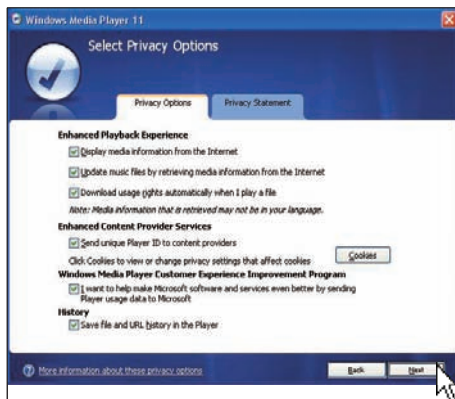 Windows Media Player 11
Select Privacy Options
Privacy Options
Privacy Statement
Enhanced Playback Experience
Display media information from the Internet
Update music files by retrieving media information from the Internet
Download usage rights automatically when I play a file
Note: Media information that is retrieved may not be in your language.
Enhanced Content Provider Services
Send unique Player ID to content providers
Click Cookies to view or change privacy settings that affect cookies
Cookies
Windows Media Player Customer Experience Improvement Program
I want to help make Microsoft software and services even better by sending
Player usage data to Microsoft
History
Save file and URL history in the Player
More information about these privacy options
Back
Next